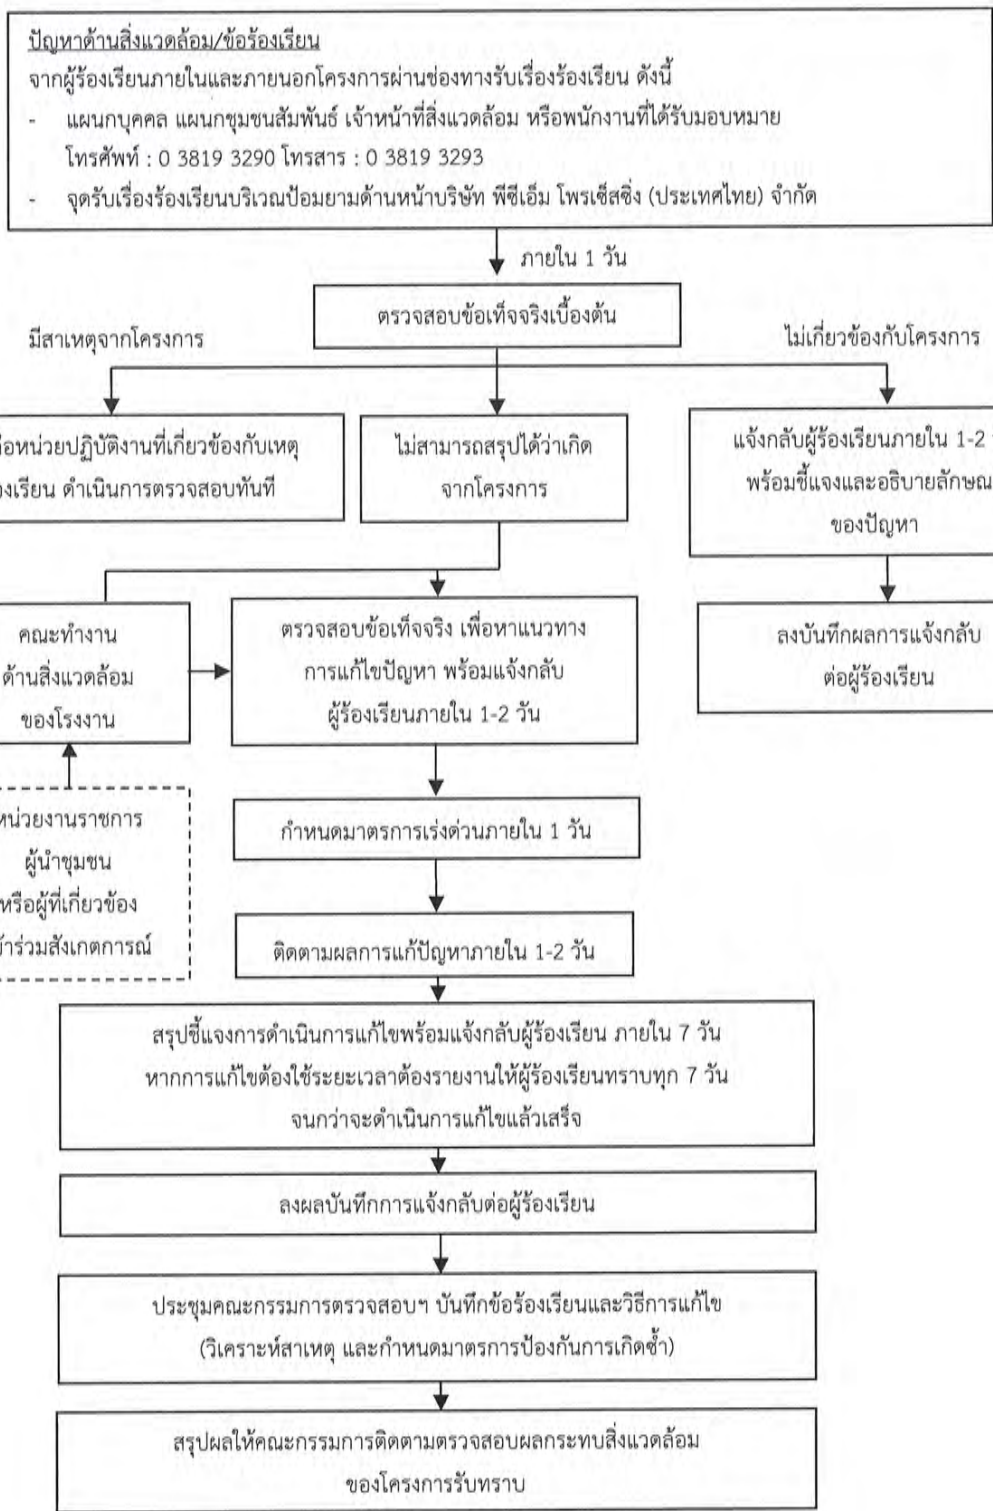 ปัญหาด้านสิ่งแวดล้อม/ข้อร้องเรียน
จากผู้ร้องเรียนภายในและภายนอกโครงการผ่านช่องทางรับเรื่องร้องเรียน ดังนี้
- แผนกบุคคล แผนกชุมชนสัมพันธ์ เจ้าหน้าที่สิ่งแวดล้อม หรือพนักงานที่ได้รับมอบหมาย
โทรศัพท์ : 0 3819 3290 โทรสาร : 0 3819 3293
- จุดรับเรื่องร้องเรียนบริเวณป้อมยามด้านหน้าบริษัท พีซีเอ็ม โพรเซ็สซิ่ง (ประเทศไทย) จำกัด
ภายใน 1 วัน
ตรวจสอบข้อเท็จจริงเบื้องต้น
มีสาเหตุจากโครงการ
ไม่เกี่ยวข้องกับโครงการ
หน่วยปฏิบัติงานที่เกี่ยวข้องกับเหตุ
ดำเนินการตรวจสอบทันที
ไม่สามารถสรุปได้ว่าเกิด
จากโครงการ
แจ้งกลับผู้ร้องเรียนภายใน 1-2
พร้อมชี้แจงและอธิบายลักษณ
ของปัญหา
คณะทำงาน
ด้านสิ่งแวดล้อม
ของโรงงาน
ตรวจสอบข้อเท็จจริง เพื่อหาแนวทาง
การแก้ไขปัญหา พร้อมแจ้งกลับ
ผู้ร้องเรียนภายใน 1-2 วัน
ลงบันทึกผลการแจ้งกลับ
ต่อผู้ร้องเรียน
หน่วยงานราชการ
ผู้นำชุมชน
หรือผู้ที่เกี่ยวข้อง
ร่วมสังเกตการณ์
กำหนดมาตรการเร่งด่วนภายใน 1 วัน
ติดตามผลการแก้ปัญหาภายใน 1-2 วัน
สรุปชี้แจงการดำเนินการแก้ไขพร้อมแจ้งกลับผู้ร้องเรียน ภายใน 7 วัน
หากการแก้ไขต้องใช้ระยะเวลาต้องรายงานให้ผู้ร้องเรียนทราบทุก 7 วัน
จนกว่าจะดำเนินการแก้ไขแล้วเสร็จ
ลงผลบันทึกการแจ้งกลับต่อผู้ร้องเรียน
ประชุมคณะกรรมการตรวจสอบฯ บันทึกข้อร้องเรียนและวิธีการแก้ไข
(วิเคราะห์สาเหตุ และกำหนดมาตรการป้องกันการเกิดซ้ำ)
สรุปผลให้คณะกรรมการติดตามตรวจสอบผลกระทบสิ่งแวดล้อม
ของโครงการรับทราบ